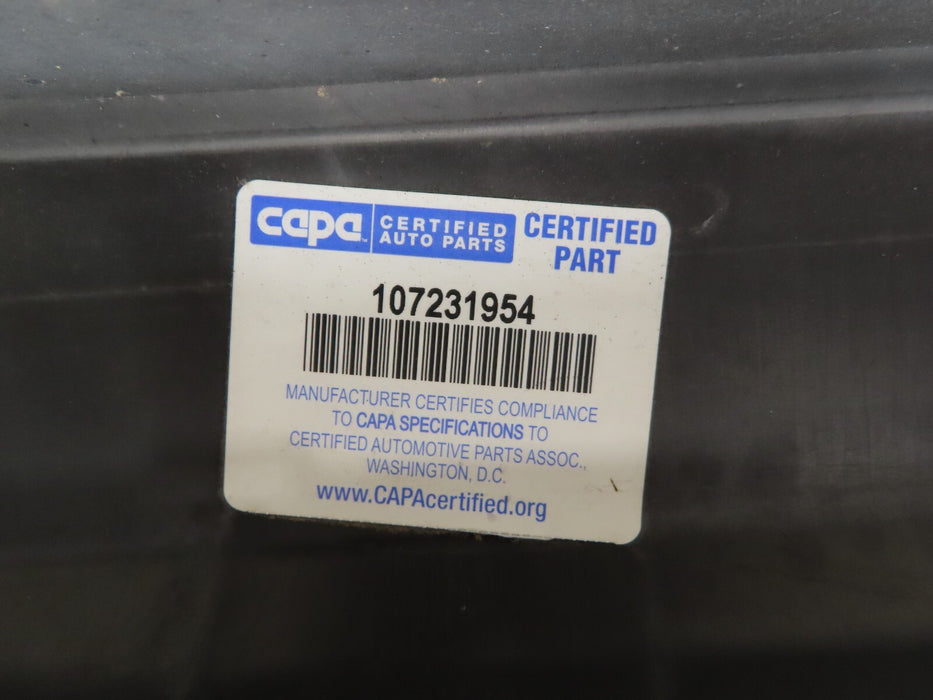 capa™ CERTIFIED AUTO PARTS
CERTIFIED PART
107231954
MANUFACTURER CERTIFIES COMPLIANCE
TO CAPA SPECIFICATIONS TO
CERTIFIED AUTOMOTIVE PARTS ASSOC.,
WASHINGTON, D.C.
www.CAPAcertified.org